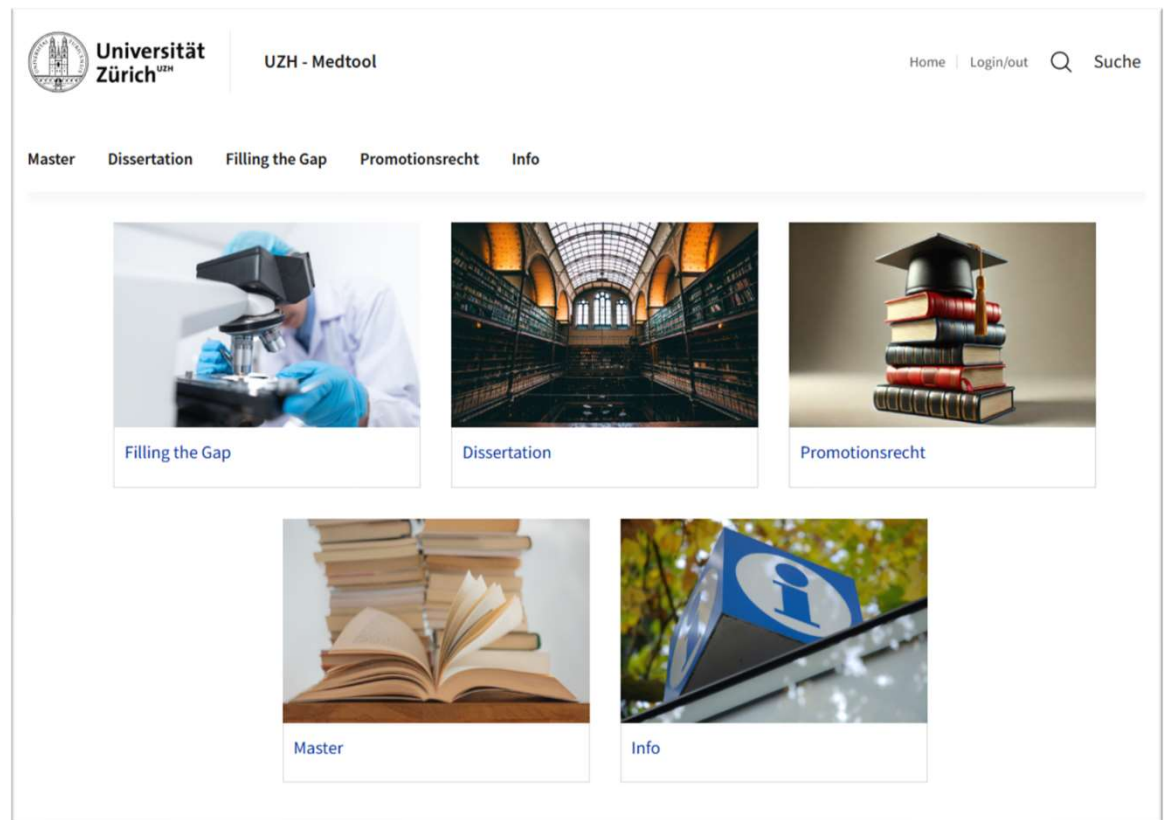 Universität
Zürich UZH
UZH - Medtool
Home Login/out Suche
Master Dissertation Filling the Gap Promotionsrecht Info
Filling the Gap Dissertation Promotionsrecht
i
Master Info